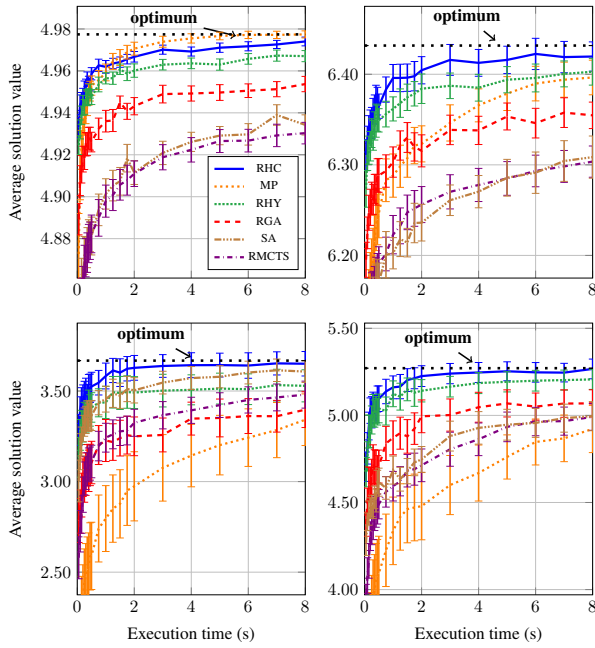 optimum
4.98
4.96
4.94
4.92
4.90
4.88
Average solution value
RHC
MP
RHY
RGA
SA
RMCTS
0 2 4 6 8
optimum
6.40
6.30
6.20
0 2 4 6 8
optimum
3.50
3.00
2.50
Average solution value
0 2 4 6 8
Execution time (s)
optimum
5.50
5.00
4.50
4.00
0 2 4 6 8
Execution time (s)